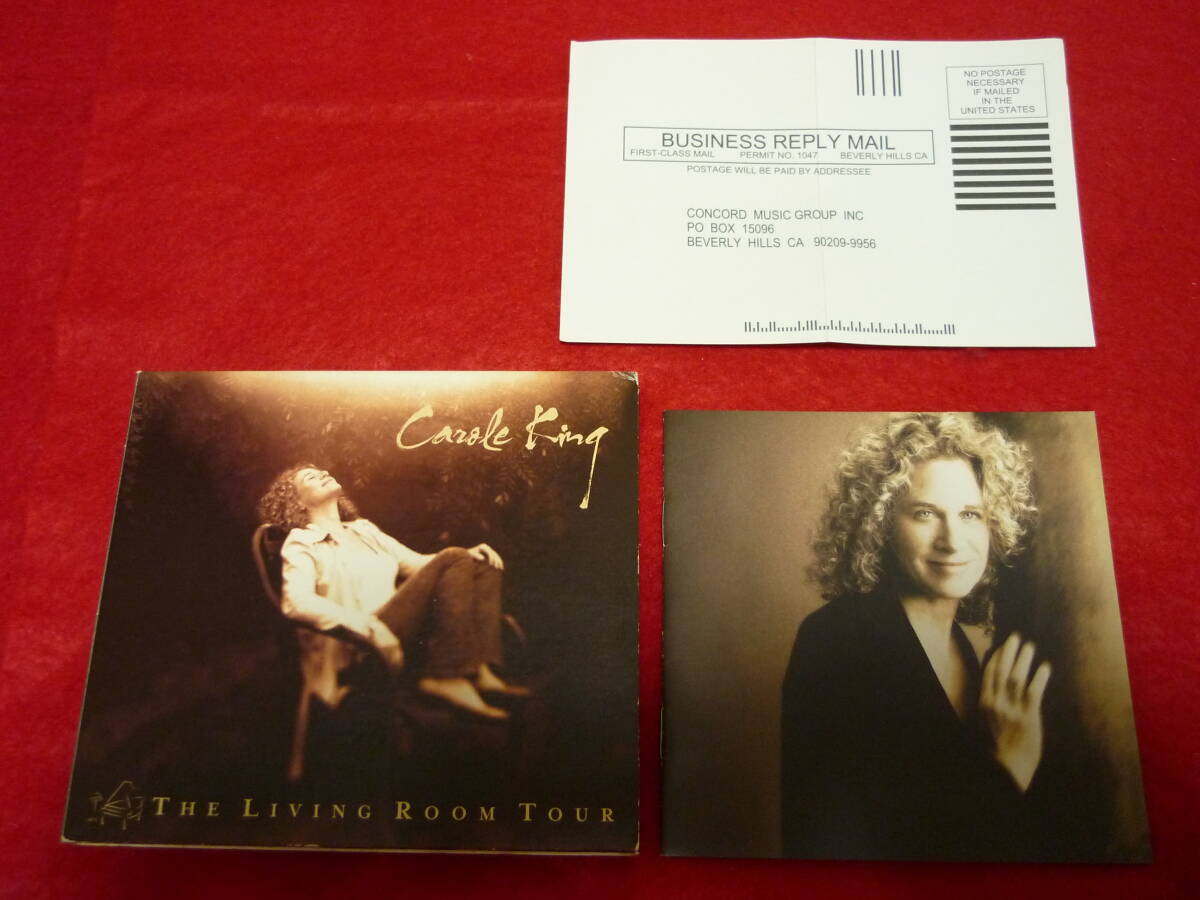 NO POSTAGE
NECESSARY
IF MAILED
IN THE
UNITED STATES
BUSINESS REPLY MAIL
FIRST-CLASS MAIL PERMIT NO. 1047 BEVERLY HILLS CA
POSTAGE WILL BE PAID BY ADDRESSEE
CONCORD MUSIC GROUP INC
PO BOX 15096
BEVERLY HILLS CA 90209-9956
Carole King
THE LIVING ROOM TOUR